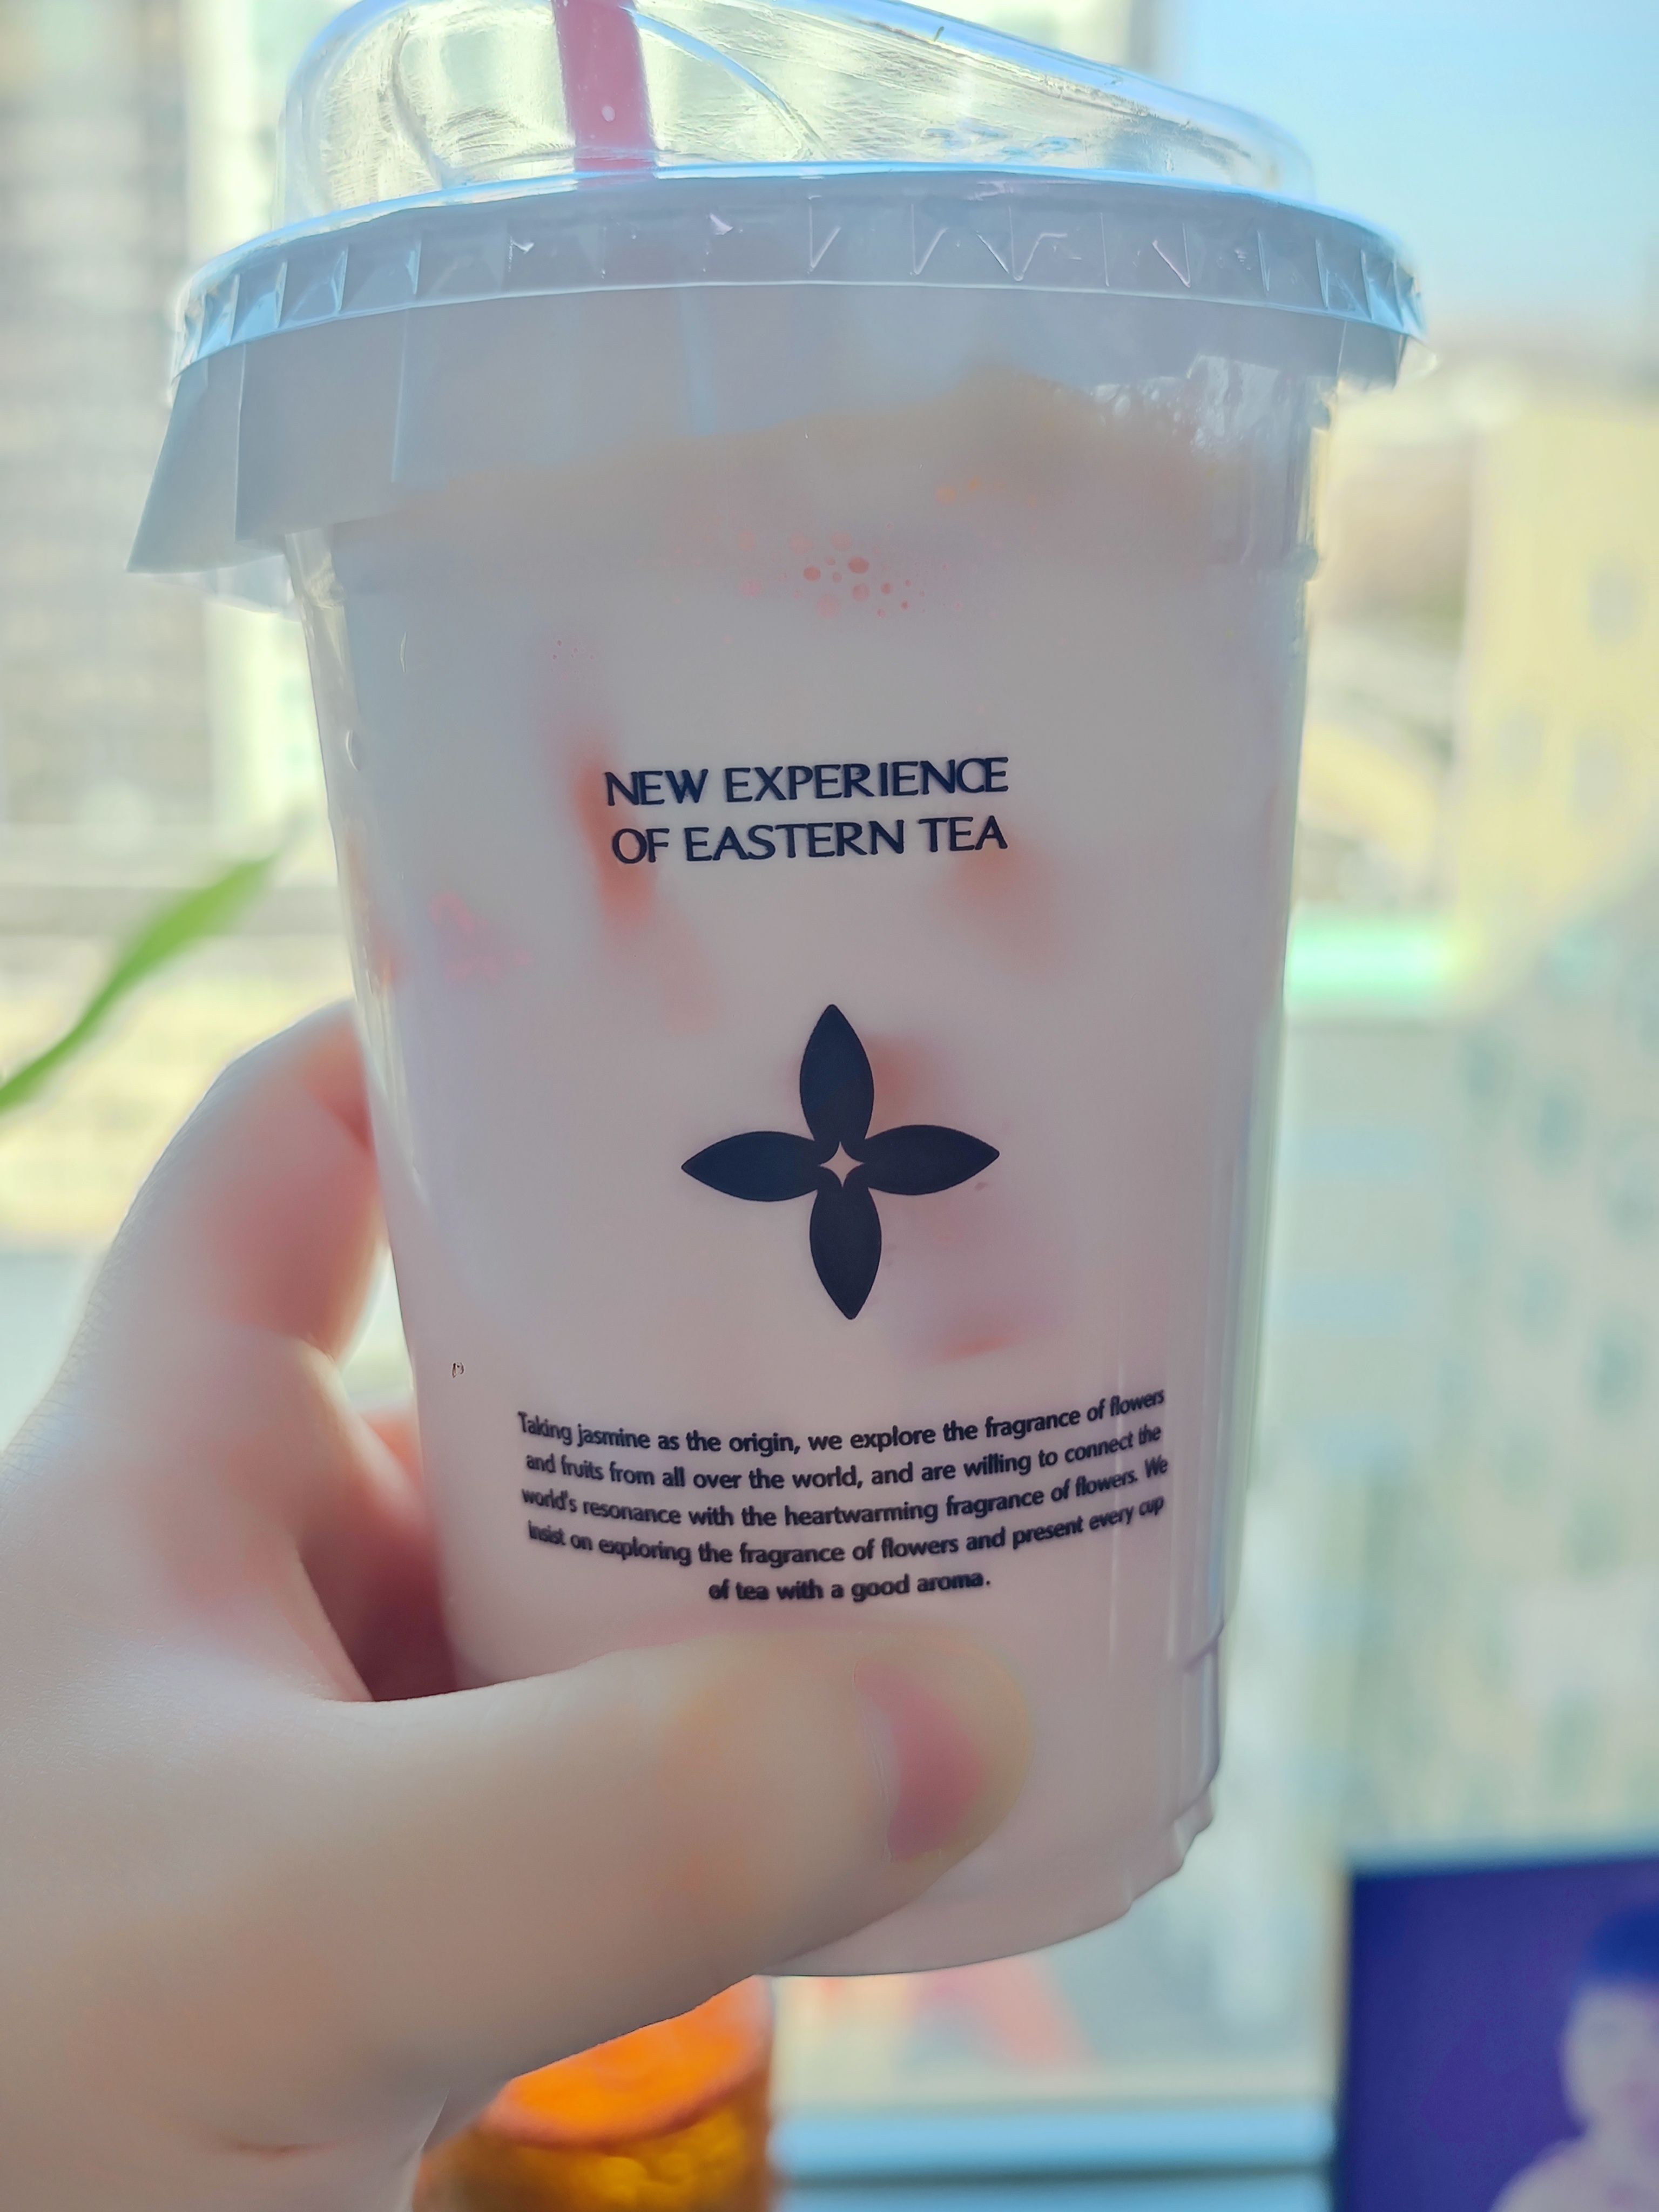 NEW EXPERIENCE
OF EASTERN TEA
Taking jasmine as the origin, we explore the fragrance of flowers
and fruits from all over the world, and are willing to connect the
world's resonance with the heartwarming fragrance of flowers. We
insist on exploring the fragrance of flowers and present every cup
of tea with a good aroma.